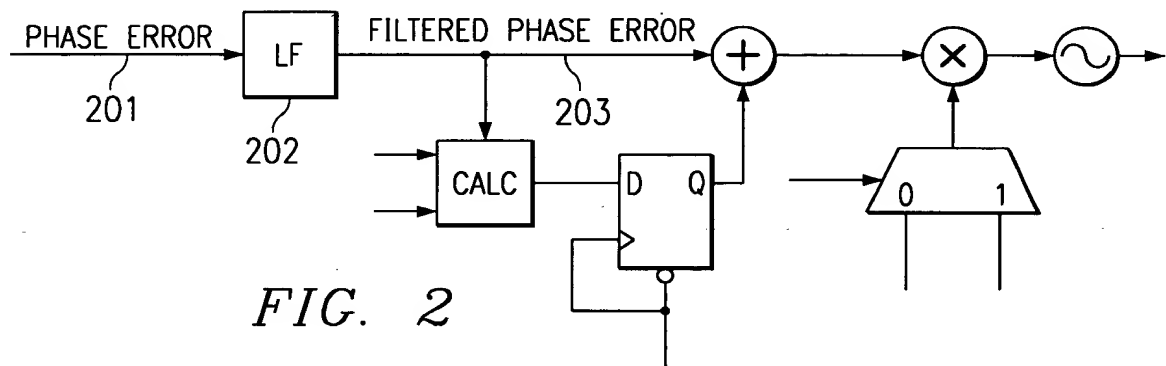 PHASE ERROR
LF
FILTERED PHASE ERROR
+
×
201
202
203
CALC
D Q
0 1
FIG. 2